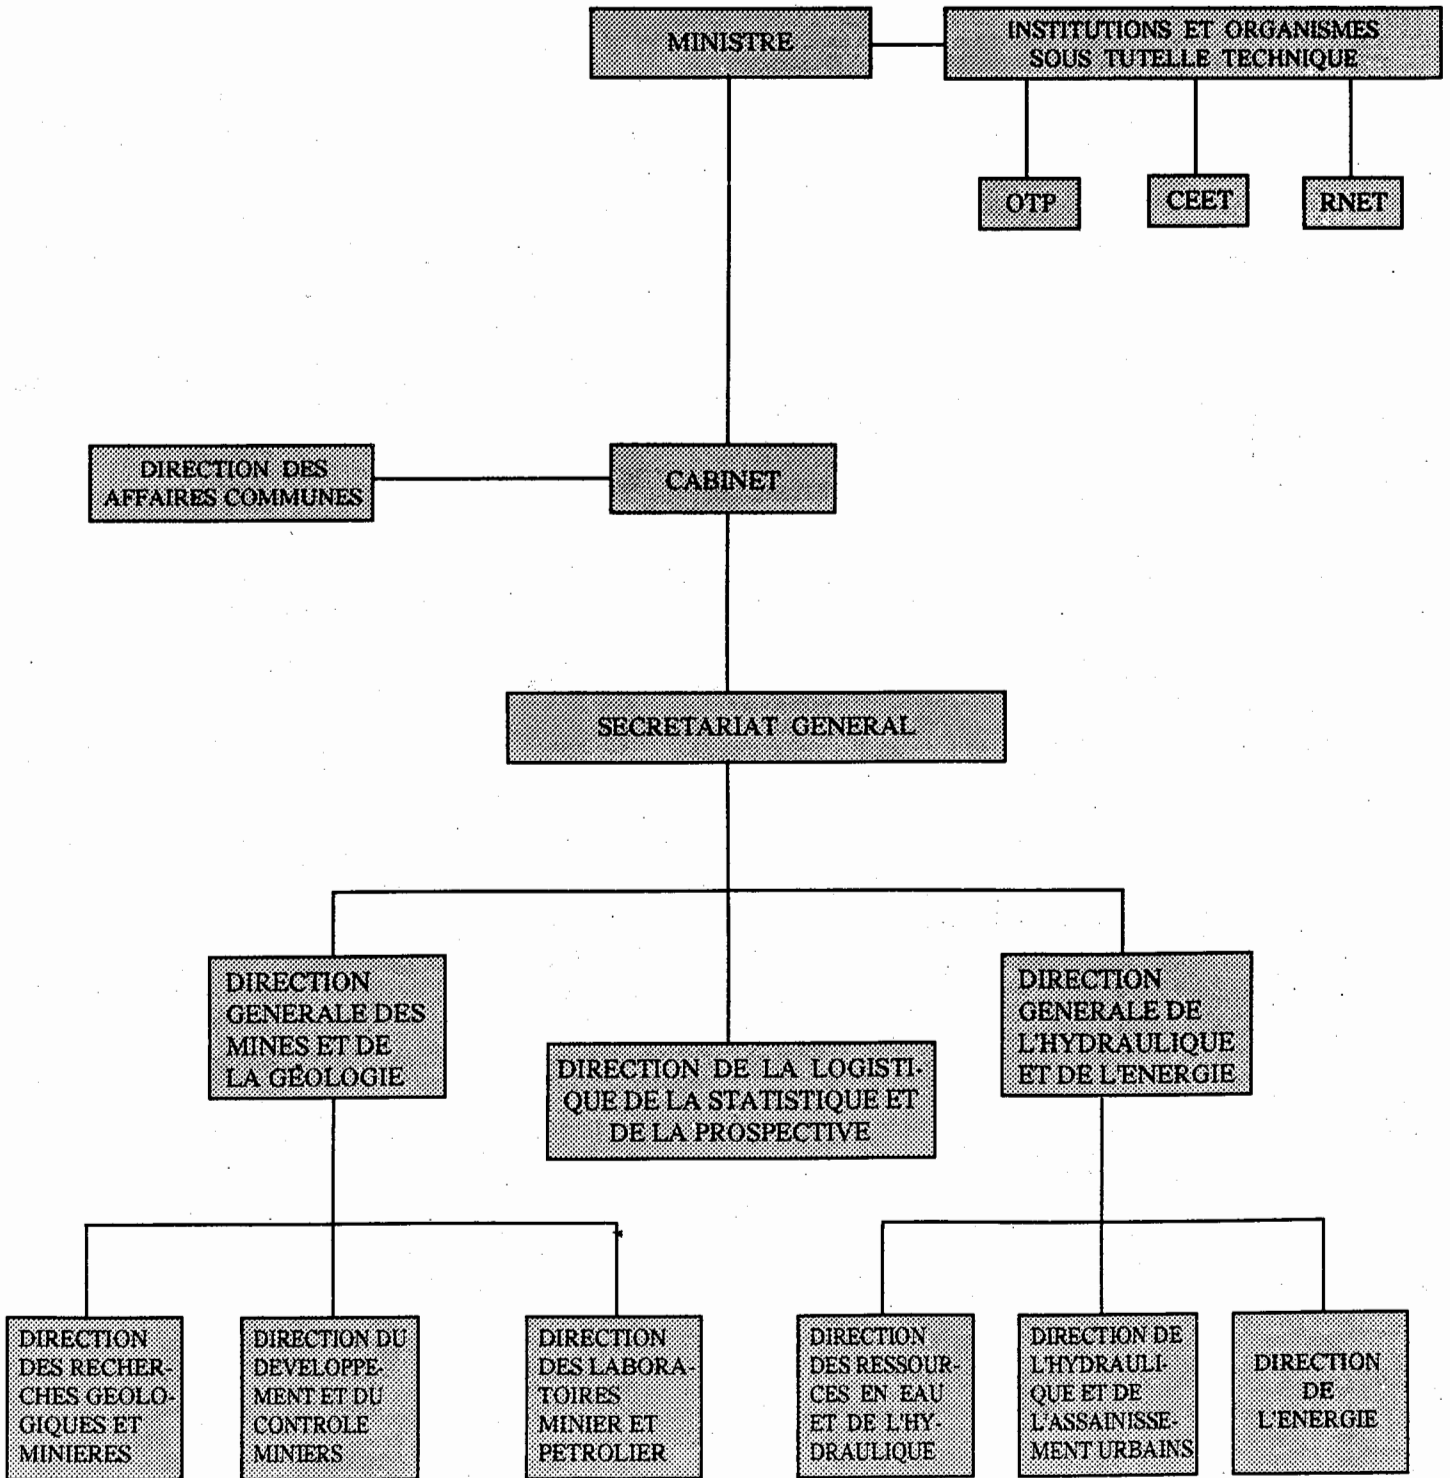 MINISTRE
INSTITUTIONS ET ORGANISMES
SOUS TUTELLE TECHNIQUE
OTP
CEET
RNET
DIRECTION DES
AFFAIRES COMMUNES
CABINET
SECRETARIAT GENERAL
DIRECTION
GENERALE DES
MINES ET DE
LA GEOLOGIE
DIRECTION DE LA LOGISTI-
QUE DE LA STATISTIQUE ET
DE LA PROSPECTIVE
DIRECTION
GENERALE DE
L'HYDRAULIQUE
ET DE L'ENERGIE
DIRECTION
DES RECHER-
CHES GEOLO-
GIQUES ET
MINIERES
DIRECTION DU
DEVELOPPE-
MENT ET DU
CONTROLE
MINIERS
DIRECTION
DES LABORA-
TOIRES
MINIER ET
PETROLIER
DIRECTION
DES RESSOUR-
CES EN EAU
ET DE L'HY-
DRAULIQUE
DIRECTION DE
L'HYDRAULI-
QUE ET DE
L'ASSAINISSE-
MENT URBAINS
DIRECTION
DE
L'ENERGIE